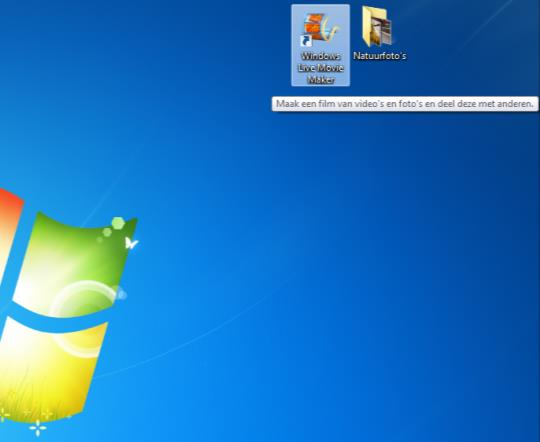 Windows
Live Movie
Maker
Natuurfoto's
Maak een film van video's en foto's en deel deze met anderen.